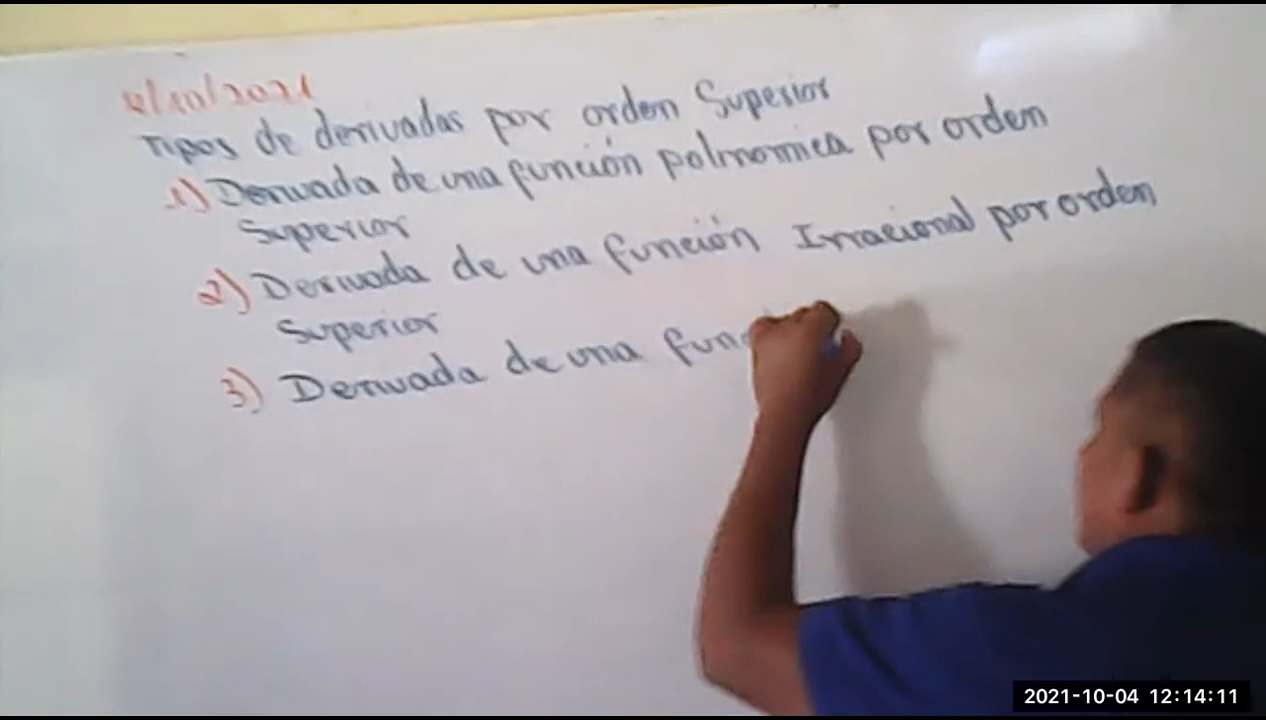 4/10/2021
Tipos de derivadas por orden Superior
1) Derivada de una función polinomica por orden
Superior
2) Derivada de una función Irracional por orden
Superior
3) Derivada de una func
2021-10-04 12:14:11